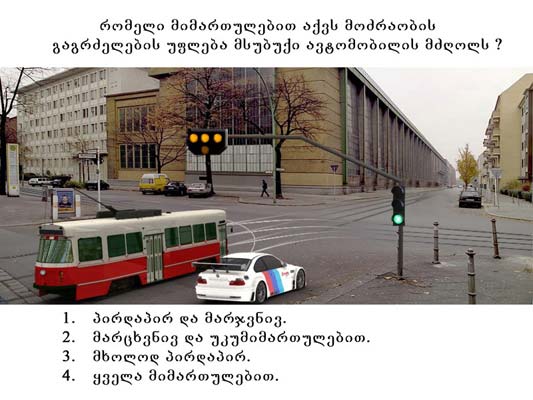 რომელი მიმართულებით აქვს მოძრაობის
გაგრძელების უფლება მსუბუქი ავტომობილის მძღოლს ?
1. პირდაპირ და მარჯვნივ.
2. მარცხნივ და უკუმიმართულებით.
3. მხოლოდ პირდაპირ.
4. ყველა მიმართულებით.